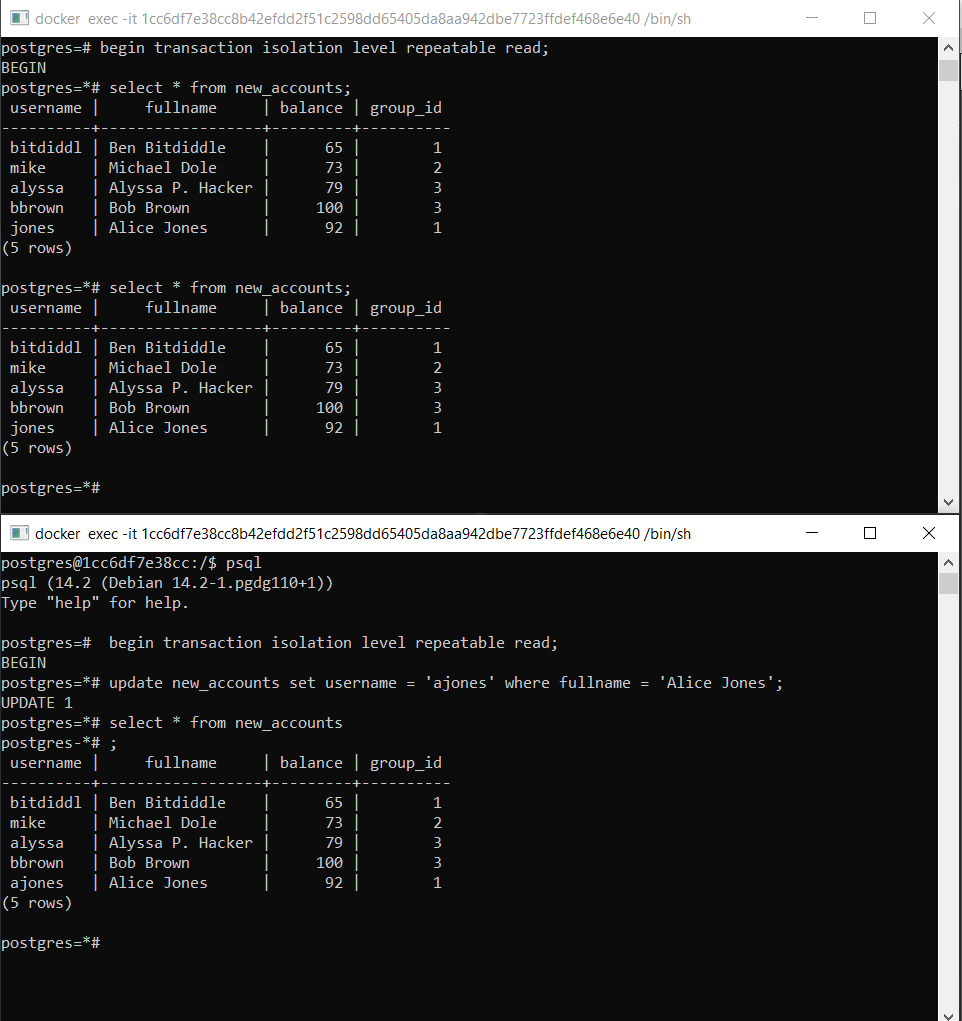 docker  exec -it 1cc6df7e38cc8b42efdd2f51c2598dd65405da8aa942dbe7723ffdef468e6e40 /bin/sh
postgres=# begin transaction isolation level repeatable read;
BEGIN
postgres=*# select * from new_accounts;
 username |     fullname     | balance | group_id
----------+------------------+---------+----------
 bitdiddl | Ben Bitdiddle    |      65 |        1
 mike     | Michael Dole     |      73 |        2
 alyssa   | Alyssa P. Hacker |      79 |        3
 bbrown   | Bob Brown        |     100 |        3
 jones    | Alice Jones      |      92 |        1
(5 rows)
postgres=*# select * from new_accounts;
 username |     fullname     | balance | group_id
----------+------------------+---------+----------
 bitdiddl | Ben Bitdiddle    |      65 |        1
 mike     | Michael Dole     |      73 |        2
 alyssa   | Alyssa P. Hacker |      79 |        3
 bbrown   | Bob Brown        |     100 |        3
 jones    | Alice Jones      |      92 |        1
(5 rows)
postgres=*#
docker  exec -it 1cc6df7e38cc8b42efdd2f51c2598dd65405da8aa942dbe7723ffdef468e6e40 /bin/sh
postgres@1cc6df7e38cc:/$ psql
psql (14.2 (Debian 14.2-1.pgdg110+1))
Type "help" for help.
postgres=#  begin transaction isolation level repeatable read;
BEGIN
postgres=*# update new_accounts set username = 'ajones' where fullname = 'Alice Jones';
UPDATE 1
postgres=*# select * from new_accounts
postgres-*# ;
 username |     fullname     | balance | group_id
----------+------------------+---------+----------
 bitdiddl | Ben Bitdiddle    |      65 |        1
 mike     | Michael Dole     |      73 |        2
 alyssa   | Alyssa P. Hacker |      79 |        3
 bbrown   | Bob Brown        |     100 |        3
 ajones   | Alice Jones      |      92 |        1
(5 rows)
postgres=*#